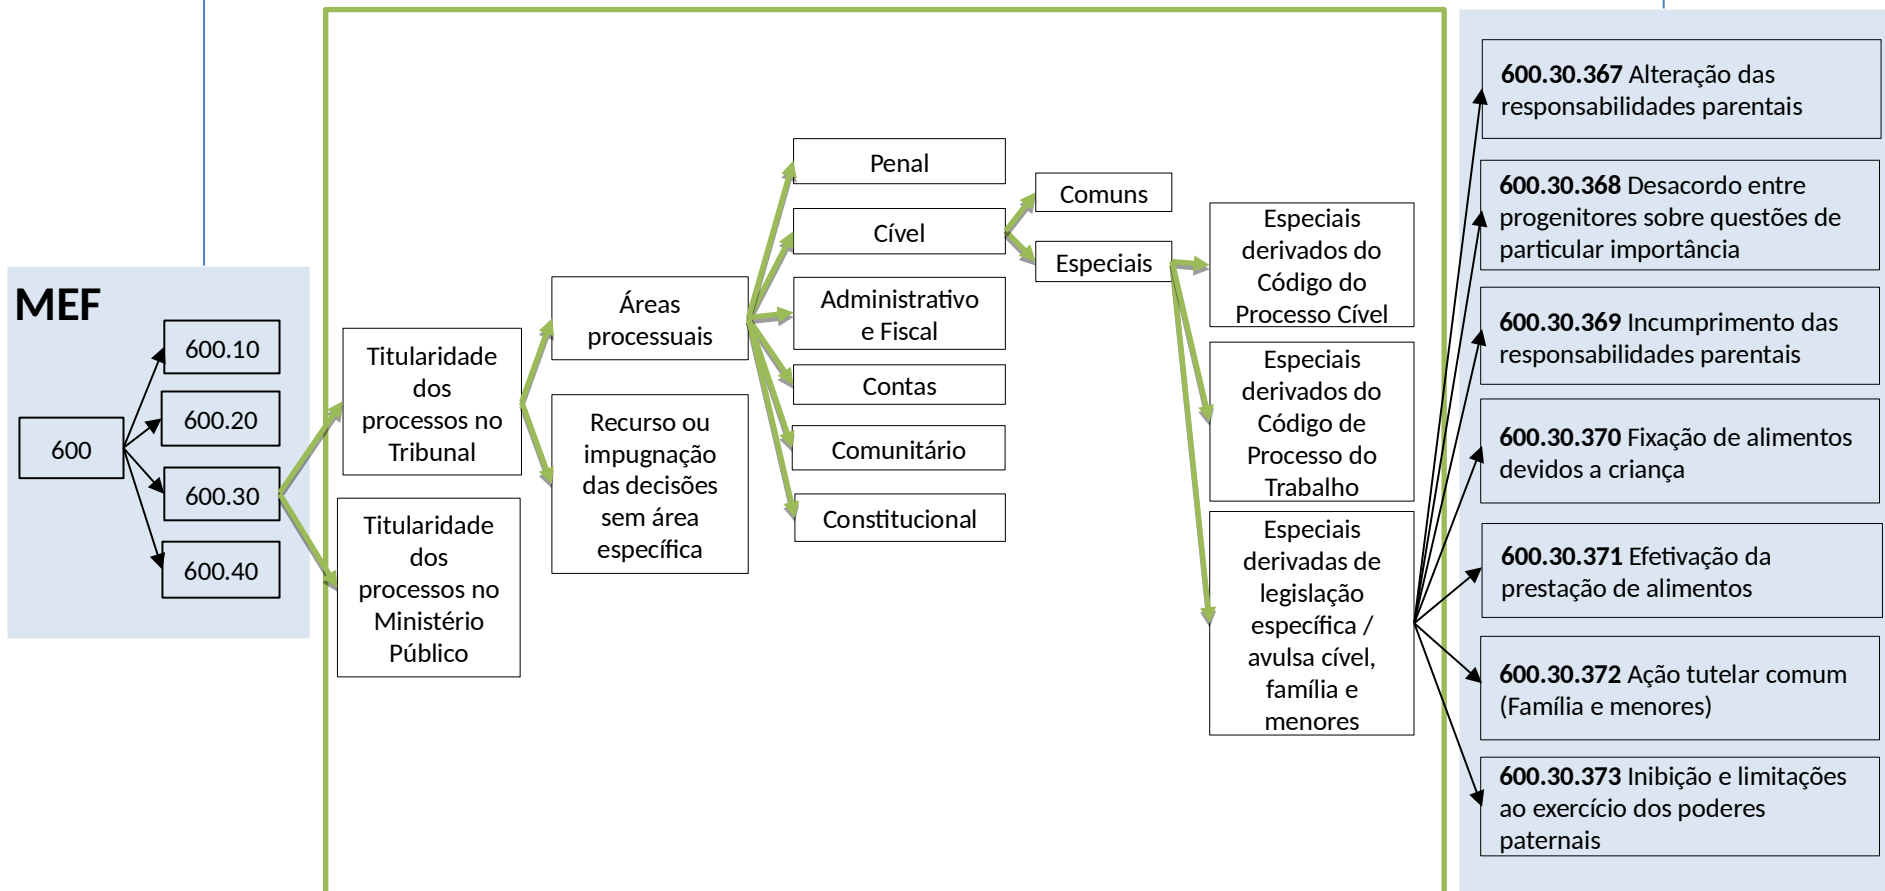 MEF
600
600.10
600.20
600.30
600.40
Titularidade
dos
processos no
Tribunal
Titularidade
dos
processos no
Ministério
Público
Áreas
processuais
Recurso ou
impugnação
das decisões
sem área
específica
Penal
Cível
Administrativo
e Fiscal
Contas
Comunitário
Constitucional
Comuns
Especiais
Especiais
derivados do
Código do
Processo Cível
Especiais
derivados do
Código de
Processo do
Trabalho
Especiais
derivadas de
legislação
específica /
avulsa cível,
família e
menores
600.30.367 Alteração das
responsabilidades parentais
600.30.368 Desacordo entre
progenitores sobre questões de
particular importância
600.30.369 Incumprimento das
responsabilidades parentais
600.30.370 Fixação de alimentos
devidos a criança
600.30.371 Efetivação da
prestação de alimentos
600.30.372 Ação tutelar comum
(Família e menores)
600.30.373 Inibição e limitações
ao exercício dos poderes
paternais